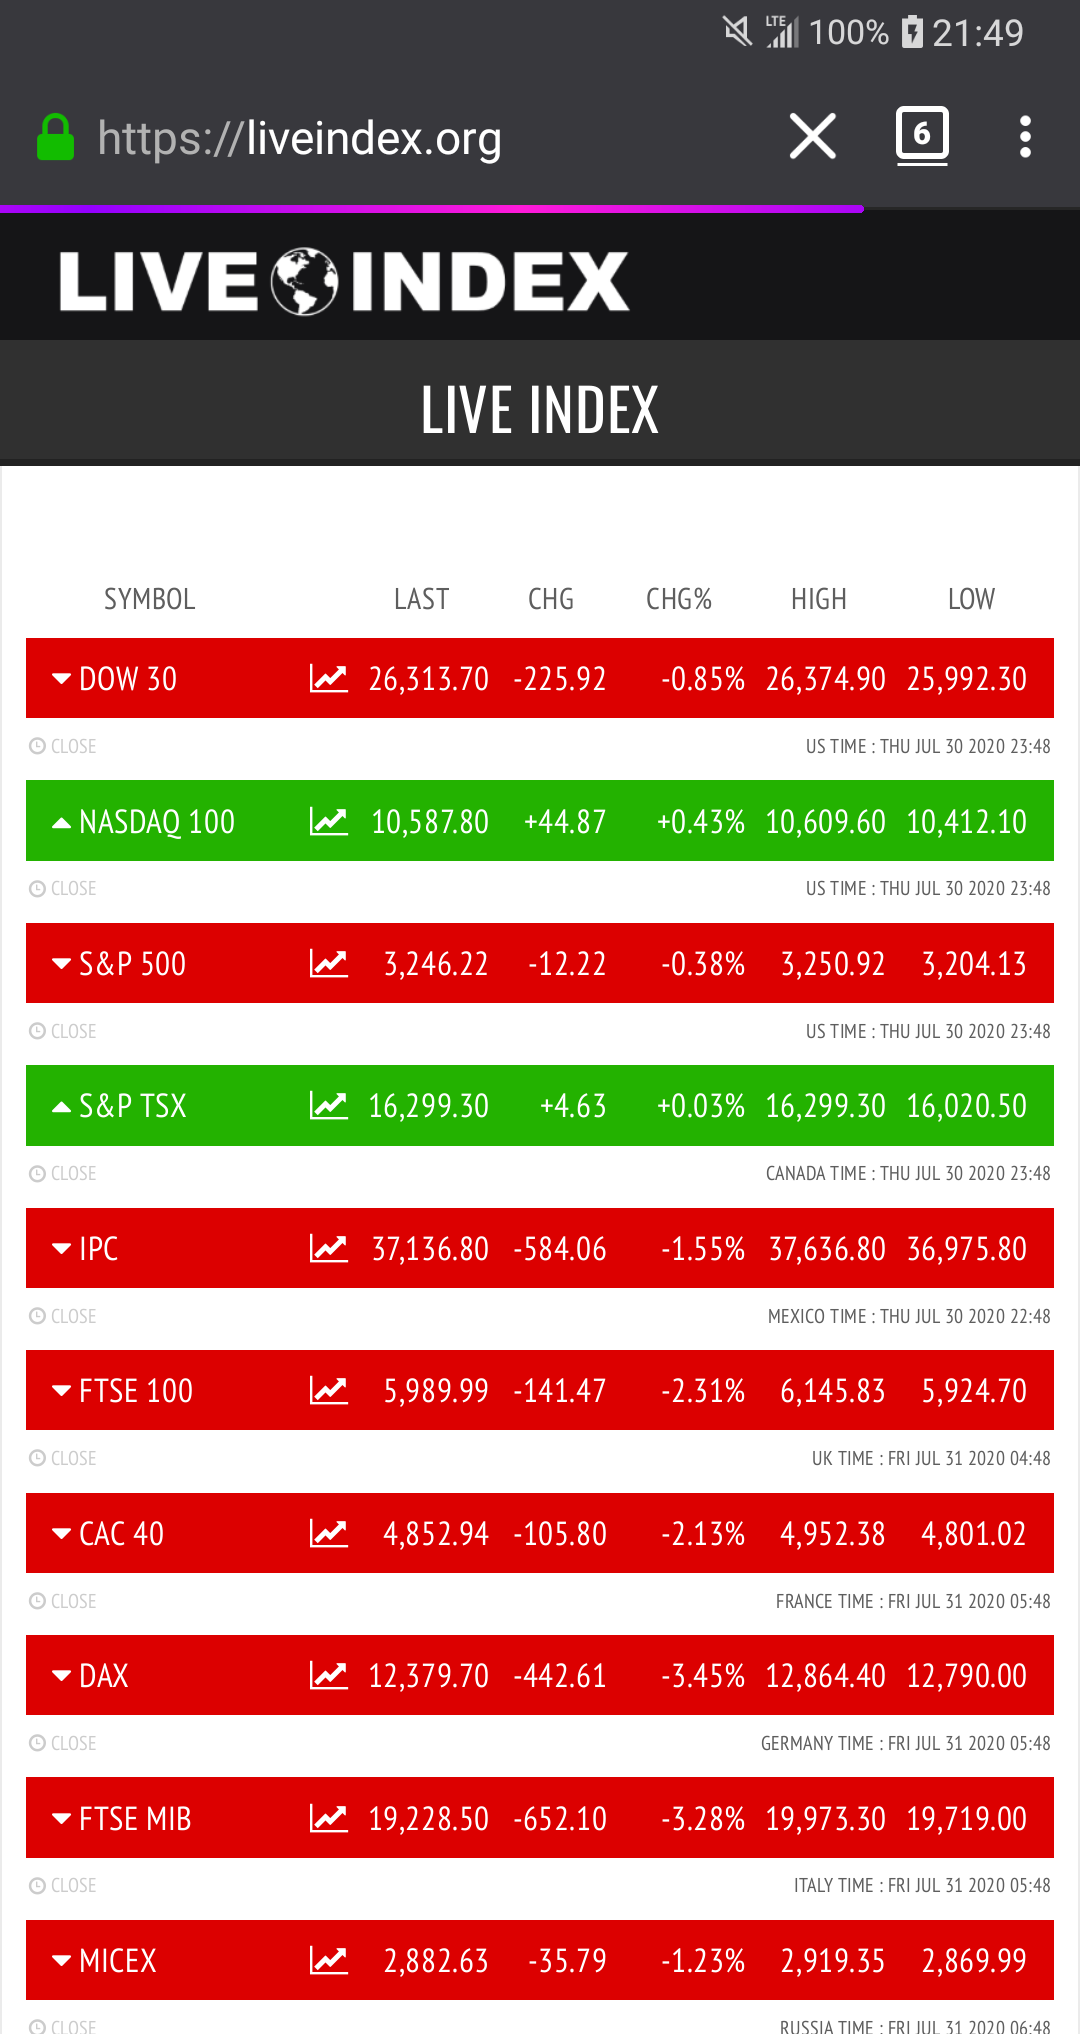 LTE 100% 21:49
https://liveindex.org 6
LIVE INDEX
LIVE INDEX
SYMBOL LAST CHG CHG% HIGH LOW
DOW 30 26,313.70 -225.92 -0.85% 26,374.90 25,992.30
CLOSE US TIME : THU JUL 30 2020 23:48
NASDAQ 100 10,587.80 +44.87 +0.43% 10,609.60 10,412.10
CLOSE US TIME : THU JUL 30 2020 23:48
S&P 500 3,246.22 -12.22 -0.38% 3,250.92 3,204.13
CLOSE US TIME : THU JUL 30 2020 23:48
S&P TSX 16,299.30 +4.63 +0.03% 16,299.30 16,020.50
CLOSE CANADA TIME : THU JUL 30 2020 23:48
IPC 37,136.80 -584.06 -1.55% 37,636.80 36,975.80
CLOSE MEXICO TIME : THU JUL 30 2020 22:48
FTSE 100 5,989.99 -141.47 -2.31% 6,145.83 5,924.70
CLOSE UK TIME : FRI JUL 31 2020 04:48
CAC 40 4,852.94 -105.80 -2.13% 4,952.38 4,801.02
CLOSE FRANCE TIME : FRI JUL 31 2020 05:48
DAX 12,379.70 -442.61 -3.45% 12,864.40 12,790.00
CLOSE GERMANY TIME : FRI JUL 31 2020 05:48
FTSE MIB 19,228.50 -652.10 -3.28% 19,973.30 19,719.00
CLOSE ITALY TIME : FRI JUL 31 2020 05:48
MICEX 2,882.63 -35.79 -1.23% 2,919.35 2,869.99
CLOSE RUSSIA TIME : FRI JUL 31 2020 06:48